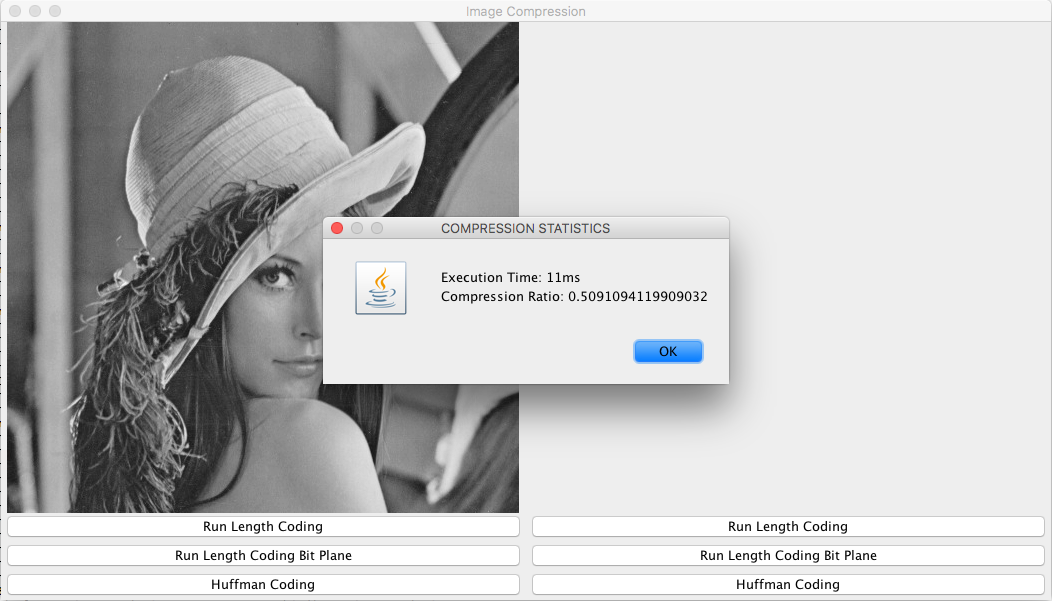 Image Compression
COMPRESSION STATISTICS
Execution Time: 11ms
Compression Ratio: 0.5091094119909032
OK
Run Length Coding
Run Length Coding
Run Length Coding Bit Plane
Run Length Coding Bit Plane
Huffman Coding
Huffman Coding